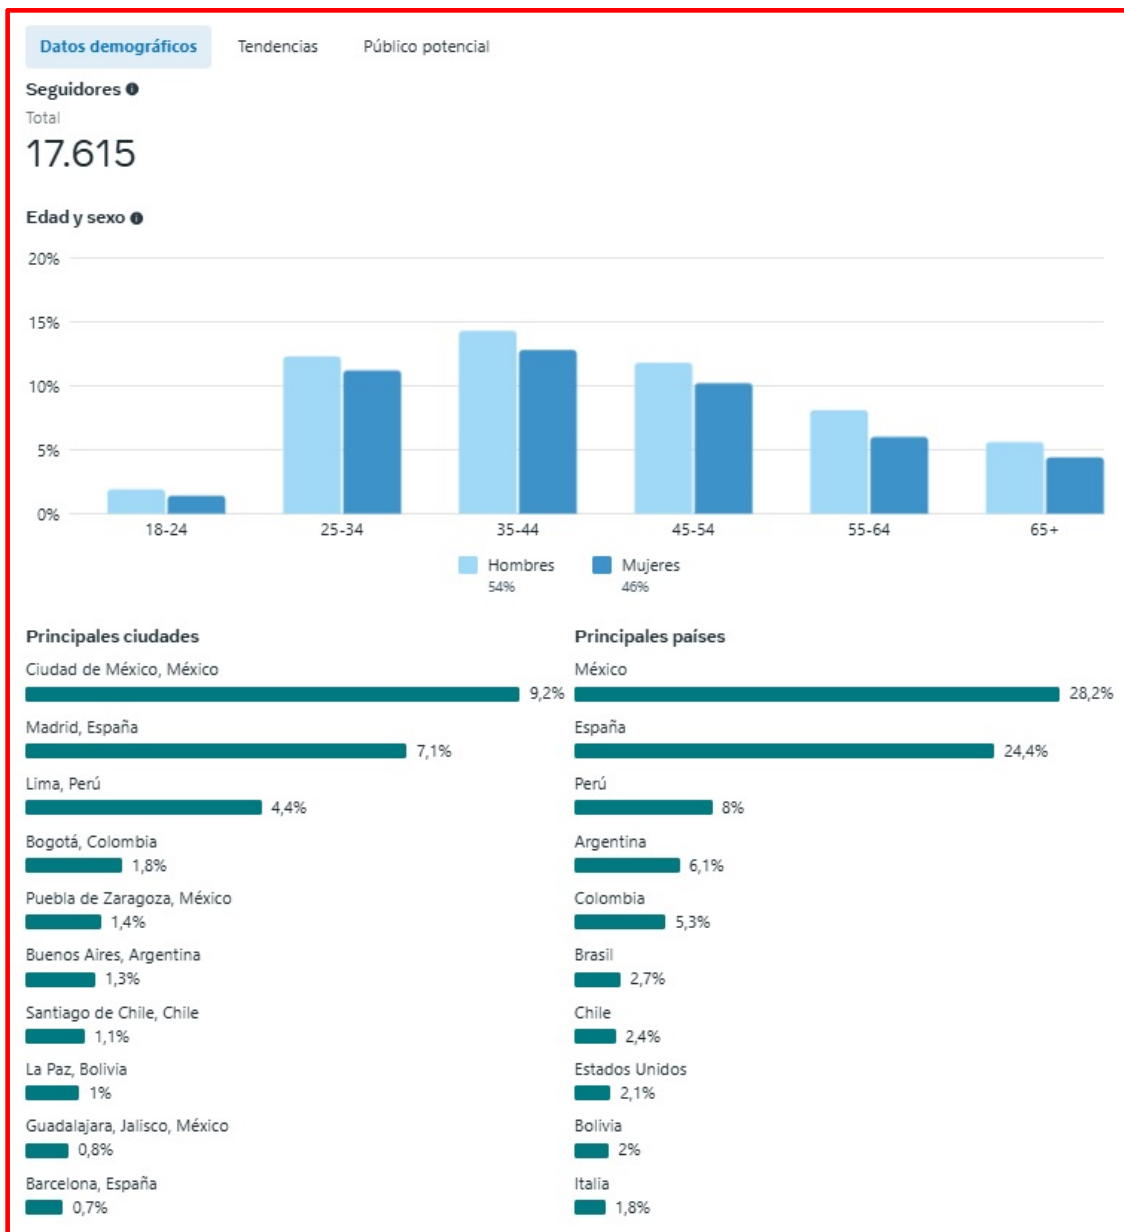 Datos demográficos Tendencias Público potencial
Seguidores
Total
17.615
Edad y sexo
20%
15%
10%
5%
0%
18-24 25-34 35-44 45-54 55-64 65+
Hombres Mujeres
54% 46%
Principales ciudades
Ciudad de México, México
9,2%
Madrid, España
7,1%
Lima, Perú
4,4%
Bogotá, Colombia
1,8%
Puebla de Zaragoza, México
1,4%
Buenos Aires, Argentina
1,3%
Santiago de Chile, Chile
1,1%
La Paz, Bolivia
1%
Guadalajara, Jalisco, México
0,8%
Barcelona, España
0,7%
Principales países
México
28,2%
España
24,4%
Perú
8%
Argentina
6,1%
Colombia
5,3%
Brasil
2,7%
Chile
2,4%
Estados Unidos
2,1%
Bolivia
2%
Italia
1,8%